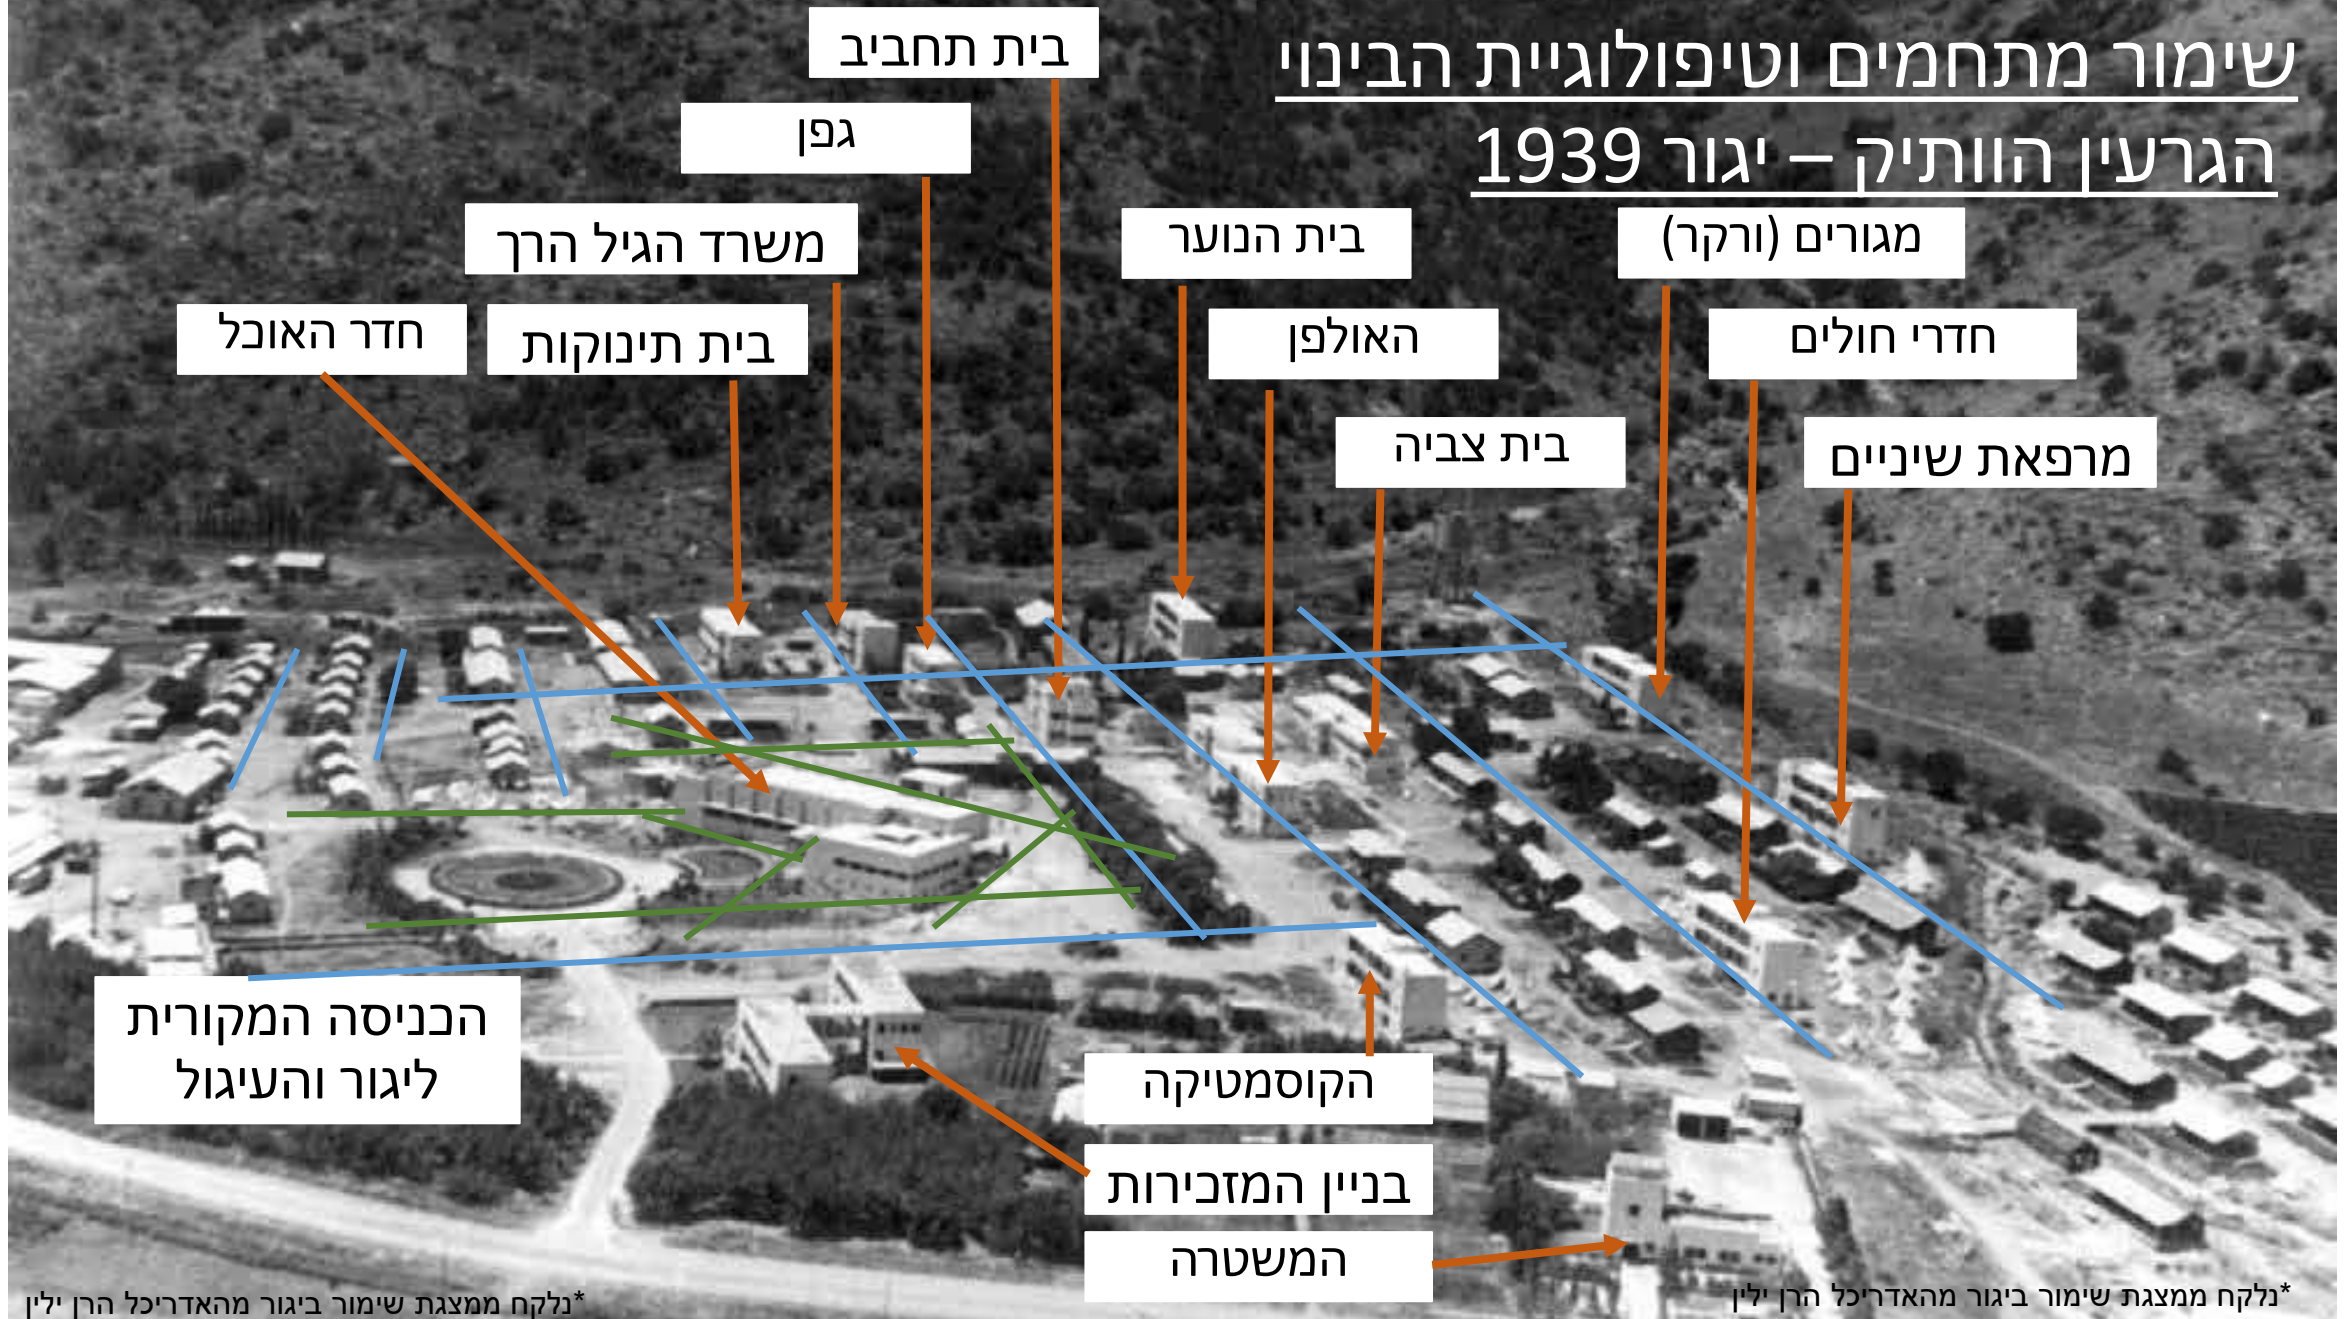 שימור מתחמים וטיפולוגיית הבינוי
הגרעין הוותיק – יגור 1939
בית תחביב
גפן
משרד הגיל הרך
בית הנוער
מגורים (ורקר)
חדר האוכל
בית תינוקות
האולפן
חדרי חולים
בית צביה
מרפאת שיניים
הכניסה המקורית
ליגור והעיגול
הקוסמטיקה
בניין המזכירות
המשטרה
*נלקח ממצגת שימור ביגור מהאדריכל הרן ילין
*נלקח ממצגת שימור ביגור מהאדריכל הרן ילין